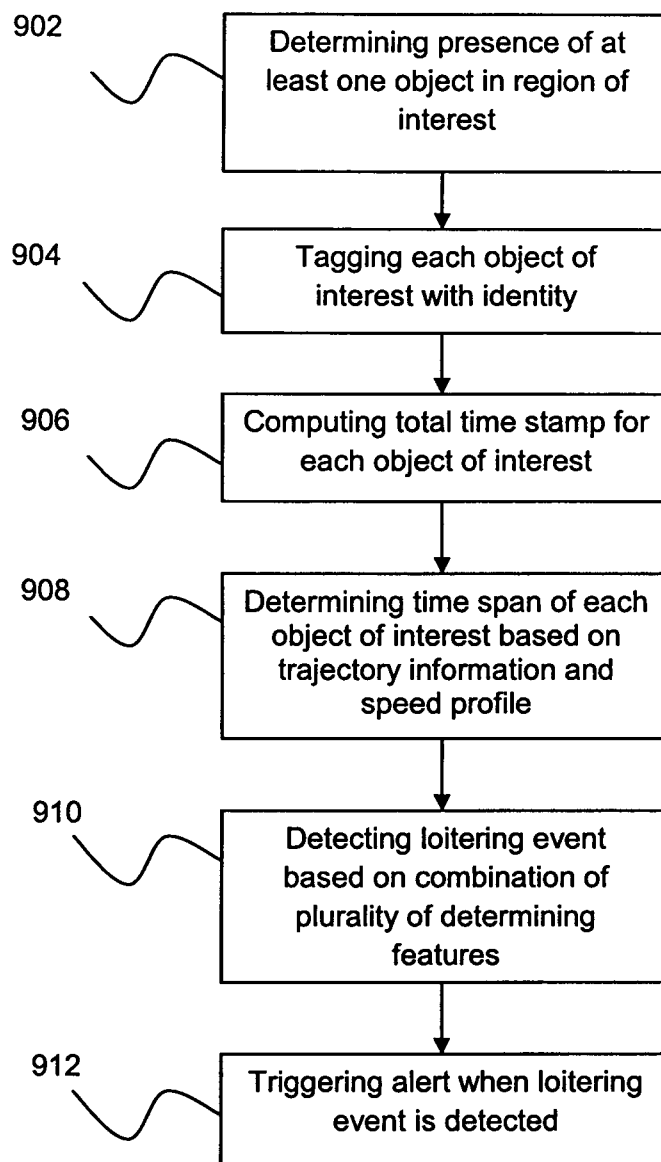 902
Determining presence of at
least one object in region of
interest
904
Tagging each object of
interest with identity
906
Computing total time stamp for
each object of interest
908
Determining time span of each
object of interest based on
trajectory information and
speed profile
910
Detecting loitering event
based on combination of
plurality of determining
features
912
Triggering alert when loitering
event is detected